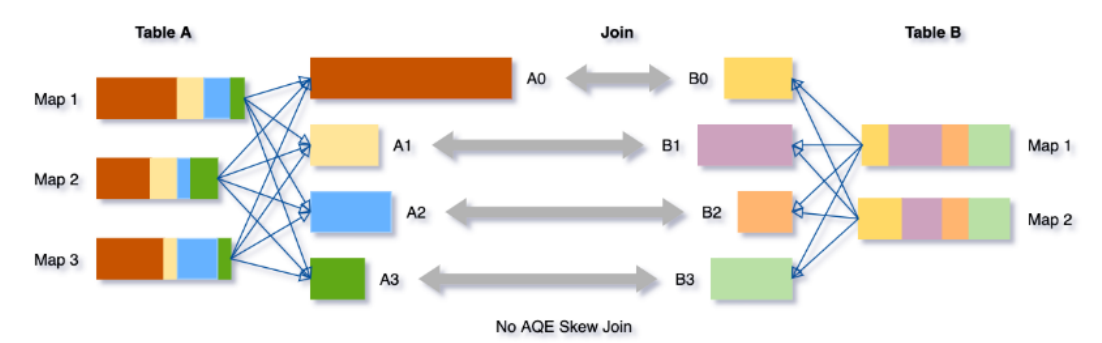 Table A
Join
Table B
Map 1
A0
B0
A1
B1
Map 1
Map 2
A2
B2
Map 2
Map 3
A3
B3
No AQE Skew Join